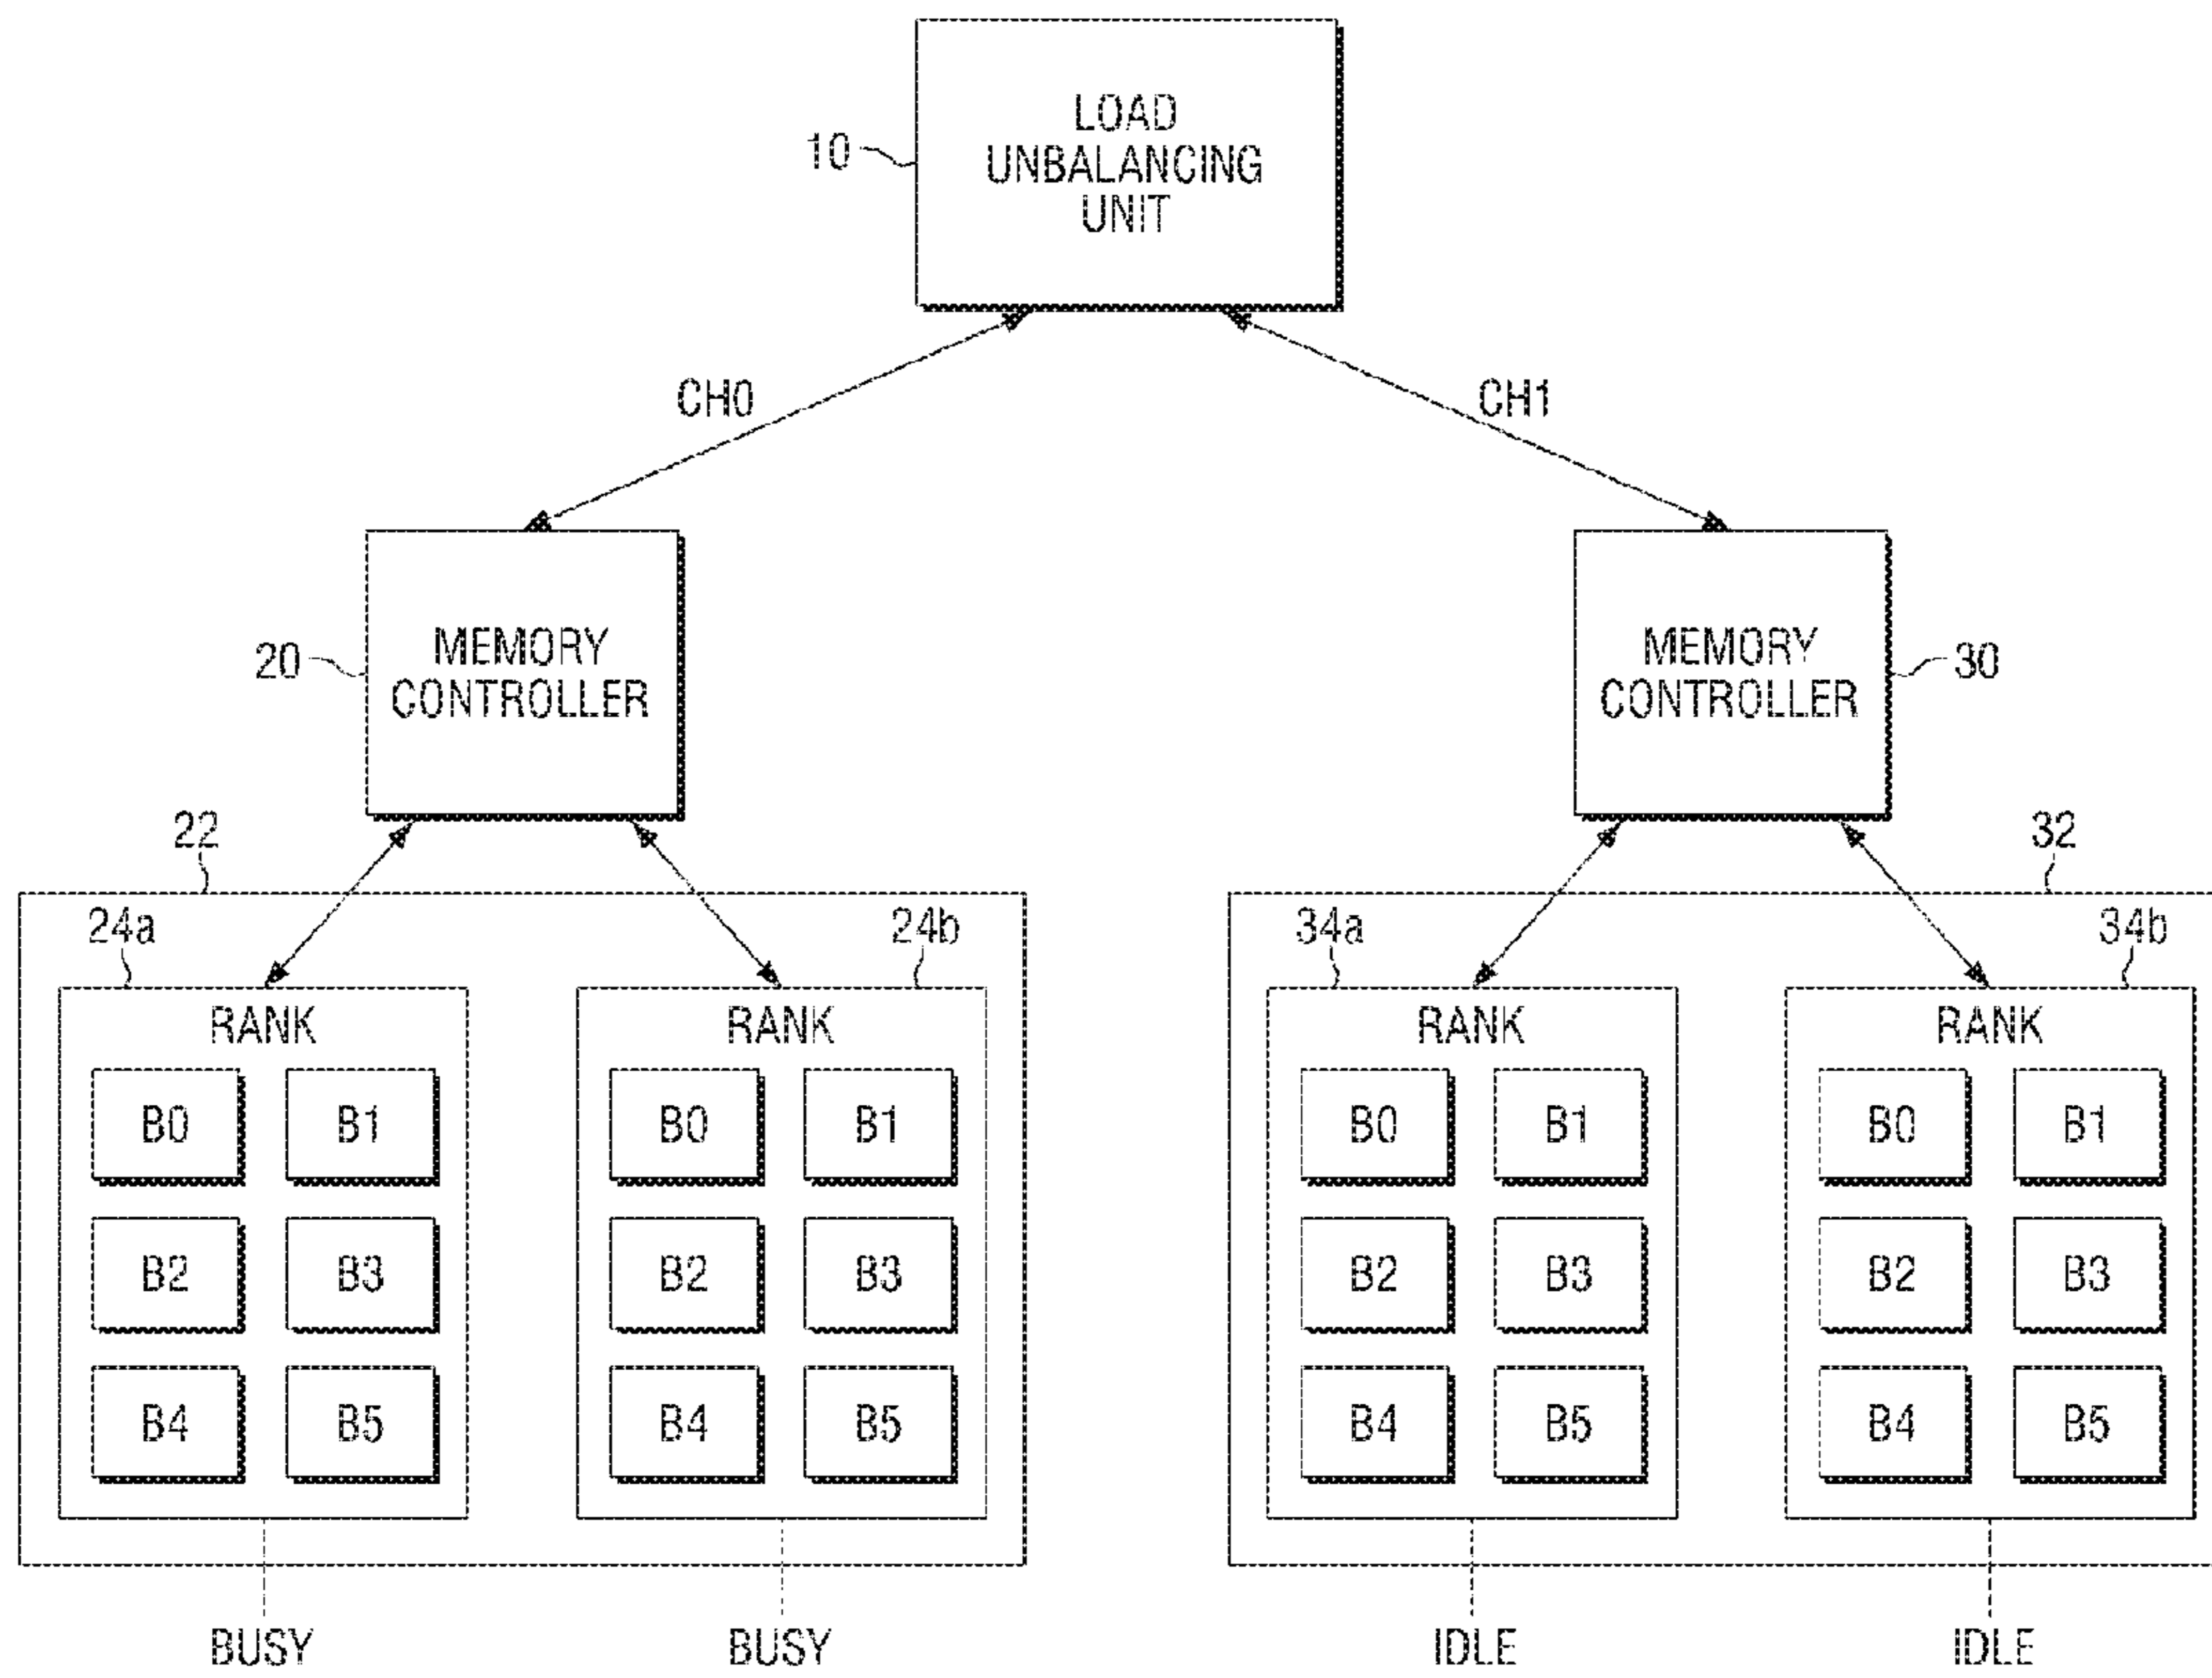 LOAD
10 UNBALANCING
UNIT
CH0 CH1
MEMORY MEMORY
20 CONTROLLER CONTROLLER 30
22 32
24a 24b 34a 34b
RANK RANK RANK RANK
B0 B1 B0 B1 B0 B1 B0 B1
B2 B3 B2 B3 B2 B3 B2 B3
B4 B5 B4 B5 B4 B5 B4 B5
BUSY BUSY IDLE IDLE